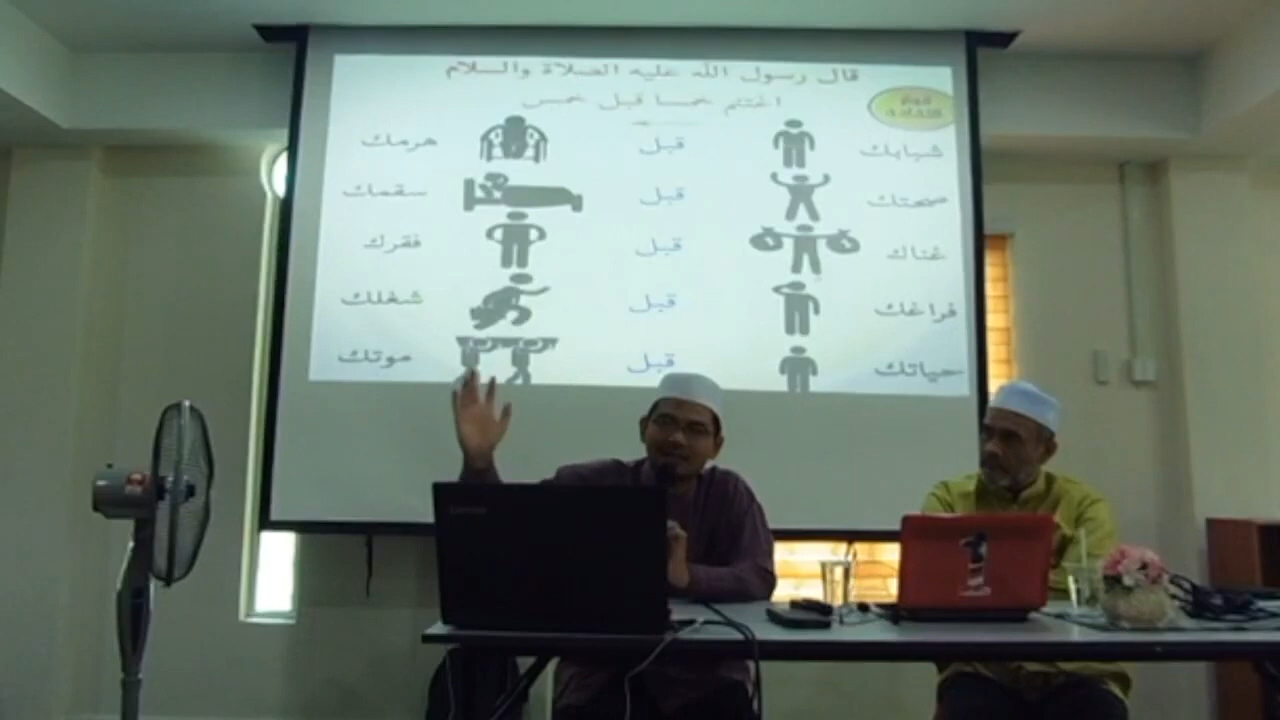 قال رسول الله عليه الصلاة والسلام
اغتنم خمسا قبل خمس
شبابك قبل هرمك
صحتك قبل سقمك
غناك قبل فقرك
فراغك قبل شغلك
حياتك قبل موتك
1